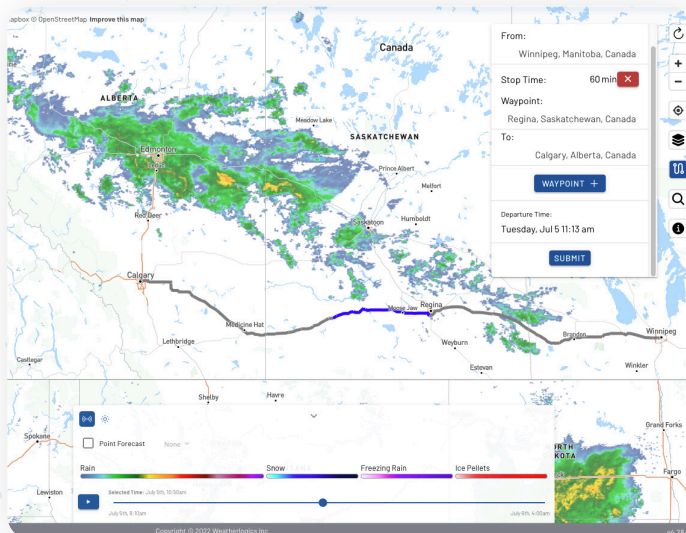 apbox © OpenStreetMap Improve this map
Canada
ALBERTA
Meadow Lake
SASKATCHEWAN
Edmonton
Leduc
Prince Albert
Melfort
Red Deer
Saskatoon
Humboldt
Calgary
Moose Jaw
Regina
Medicine Hat
Brandon
Winnipeg
Lethbridge
Weyburn
Castlegar
Estevan
Winkler
Shelby
Havre
Spokane
Grand Forks
Fargo
Lewiston
From:
Winnipeg, Manitoba, Canada
Stop Time:
60 min
Waypoint:
Regina, Saskatchewan, Canada
To:
Calgary, Alberta, Canada
WAYPOINT +
Departure Time:
Tuesday, Jul 5 11:13 am
SUBMIT
Point Forecast
None
Rain
Snow
Freezing Rain
Ice Pellets
Selected Time: July 5th, 10:50am
July 5th, 8:10am
July 6th, 4:00am
Copyright © 2022 Weatherlogics Inc